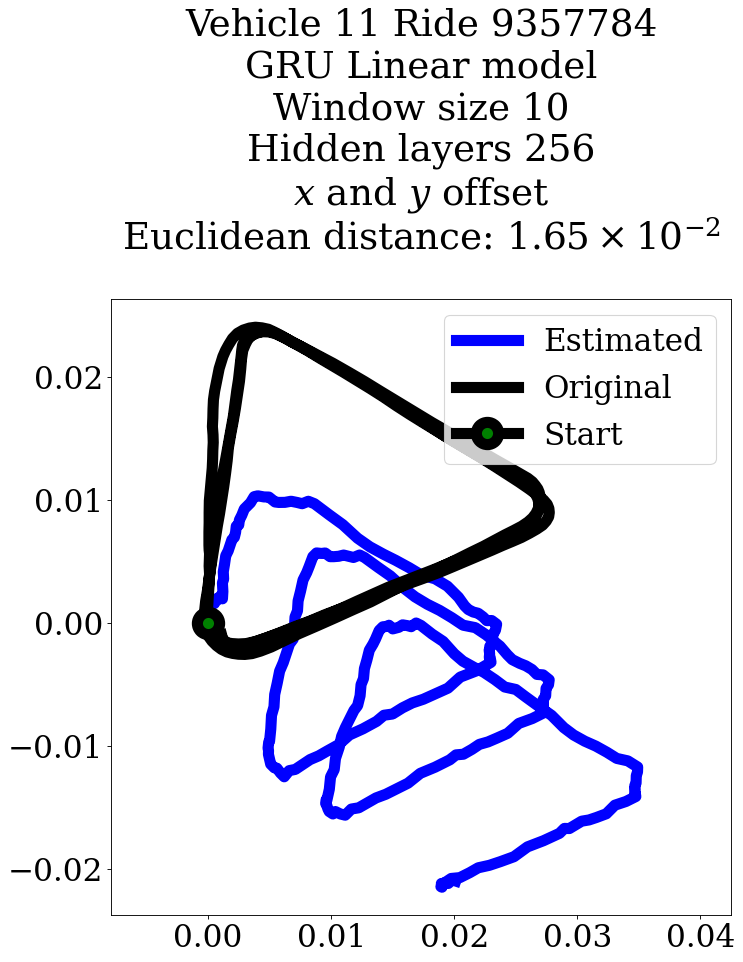 Vehicle 11 Ride 9357784
GRU Linear model
Window size 10
Hidden layers 256
x and y offset
Euclidean distance: 1.65 × 10⁻²
Estimated
Original
Start
0.02
0.01
0.00
−0.01
−0.02
0.00 0.01 0.02 0.03 0.04